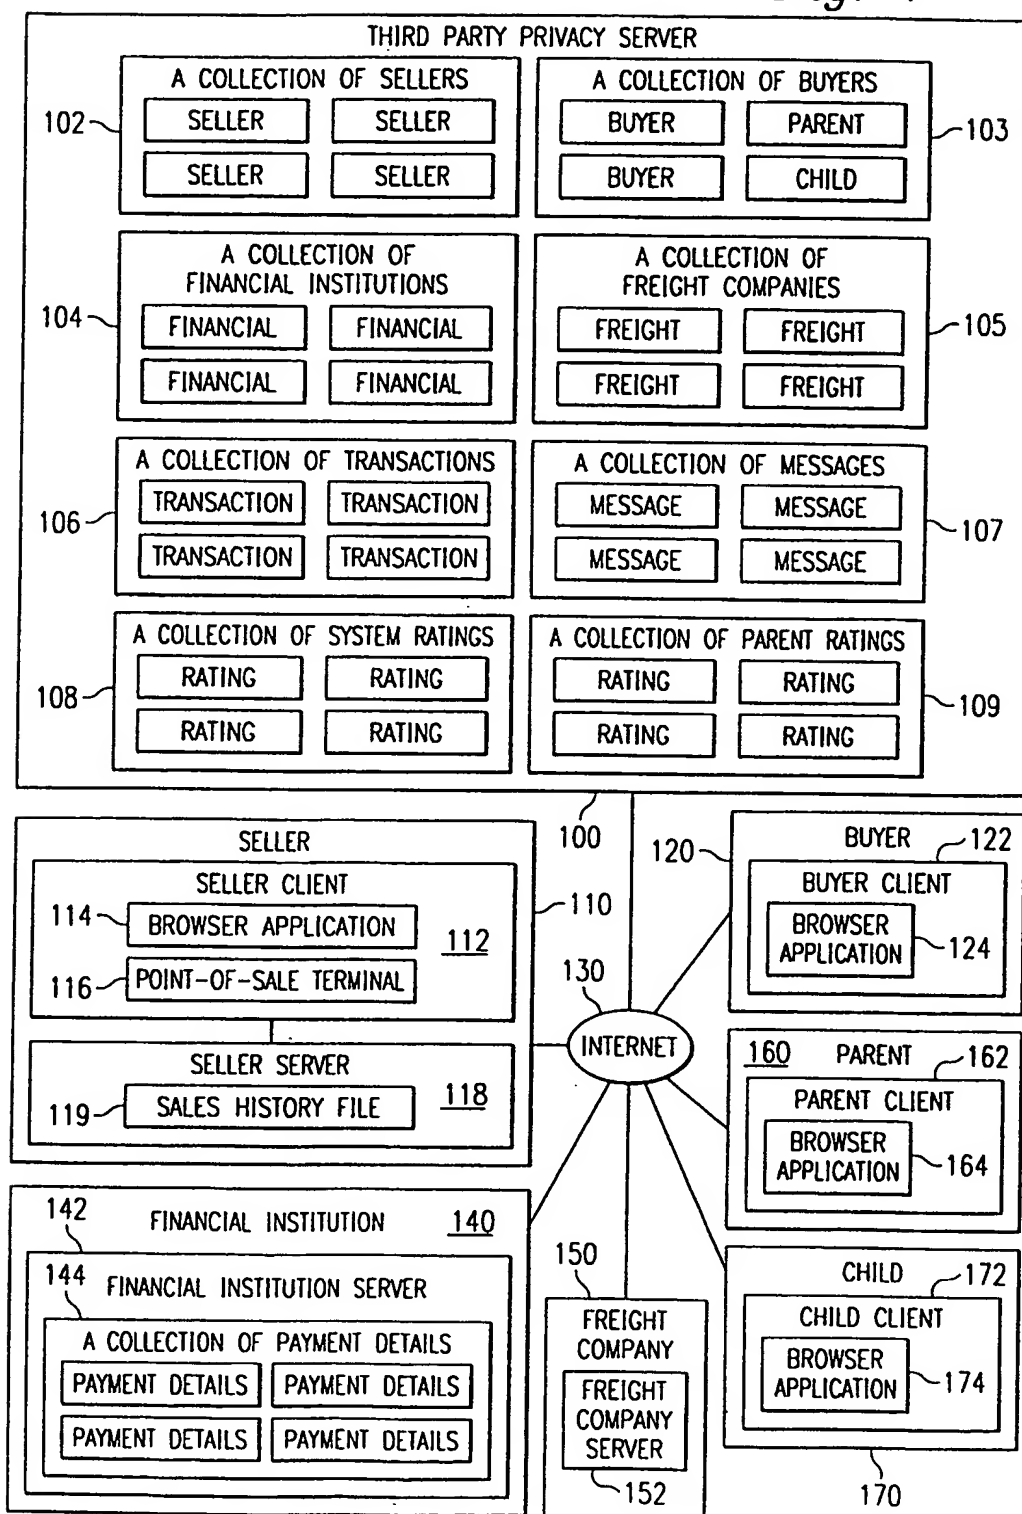 THIRD PARTY PRIVACY SERVER
A COLLECTION OF SELLERS
102
SELLER SELLER
SELLER SELLER
A COLLECTION OF BUYERS
BUYER PARENT
103
BUYER CHILD
A COLLECTION OF
FINANCIAL INSTITUTIONS
104
FINANCIAL FINANCIAL
FINANCIAL FINANCIAL
A COLLECTION OF
FREIGHT COMPANIES
FREIGHT FREIGHT
105
FREIGHT FREIGHT
A COLLECTION OF TRANSACTIONS
TRANSACTION TRANSACTION
106
TRANSACTION TRANSACTION
A COLLECTION OF MESSAGES
MESSAGE MESSAGE
107
MESSAGE MESSAGE
A COLLECTION OF SYSTEM RATINGS
RATING RATING
108
RATING RATING
A COLLECTION OF PARENT RATINGS
RATING RATING
109
RATING RATING
100
SELLER
SELLER CLIENT
114
BROWSER APPLICATION
110
112
116
POINT-OF-SALE TERMINAL
SELLER SERVER
119
SALES HISTORY FILE
118
130
INTERNET
120
BUYER
122
BUYER CLIENT
BROWSER
APPLICATION
124
160
PARENT
162
PARENT CLIENT
BROWSER
APPLICATION
164
142
FINANCIAL INSTITUTION
140
144
FINANCIAL INSTITUTION SERVER
A COLLECTION OF PAYMENT DETAILS
PAYMENT DETAILS PAYMENT DETAILS
PAYMENT DETAILS PAYMENT DETAILS
150
FREIGHT
COMPANY
FREIGHT
COMPANY
SERVER
152
CHILD
172
CHILD CLIENT
BROWSER
APPLICATION
174
170